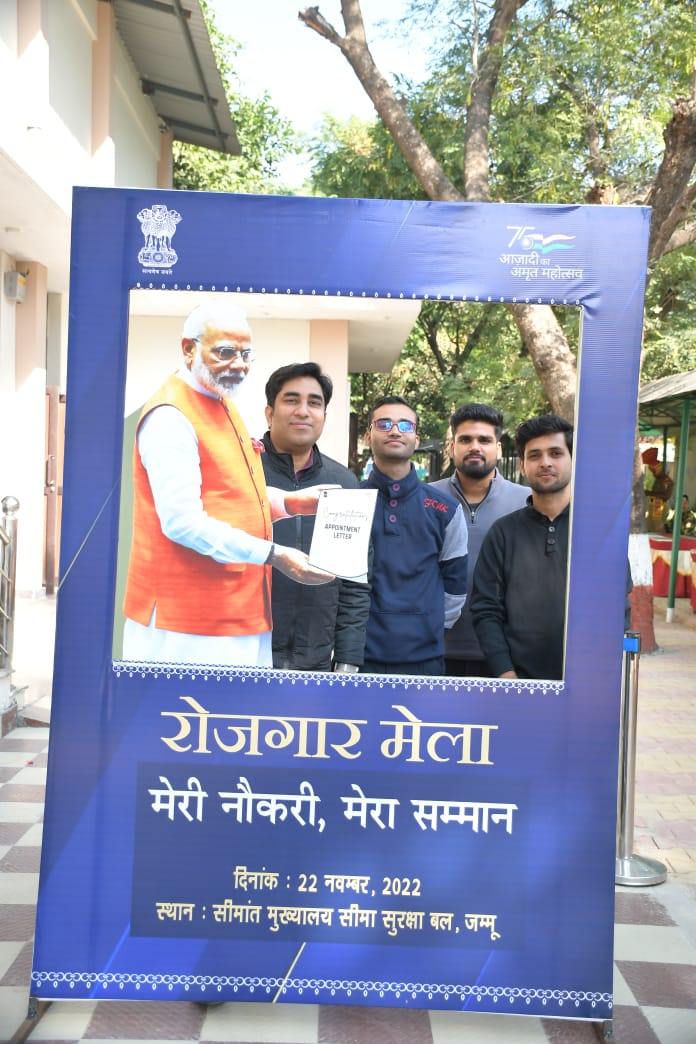 सत्यमेव जयते
75
आज़ादी का
अमृत महोत्सव
Congratulations
APPOINTMENT
LETTER
रोजगार मेला
मेरी नौकरी, मेरा सम्मान
दिनांक : 22 नवम्बर, 2022
स्थान : सीमांत मुख्यालय सीमा सुरक्षा बल, जम्मू